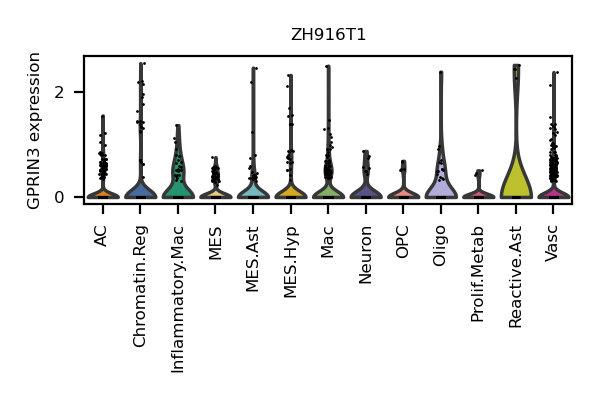 ZH916T1
GPRIN3 expression
2
0
AC
Chromatin.Reg
Inflammatory.Mac
MES
MES.Ast
MES.Hyp
Mac
Neuron
OPC
Oligo
Prolif.Metab
Reactive.Ast
Vasc